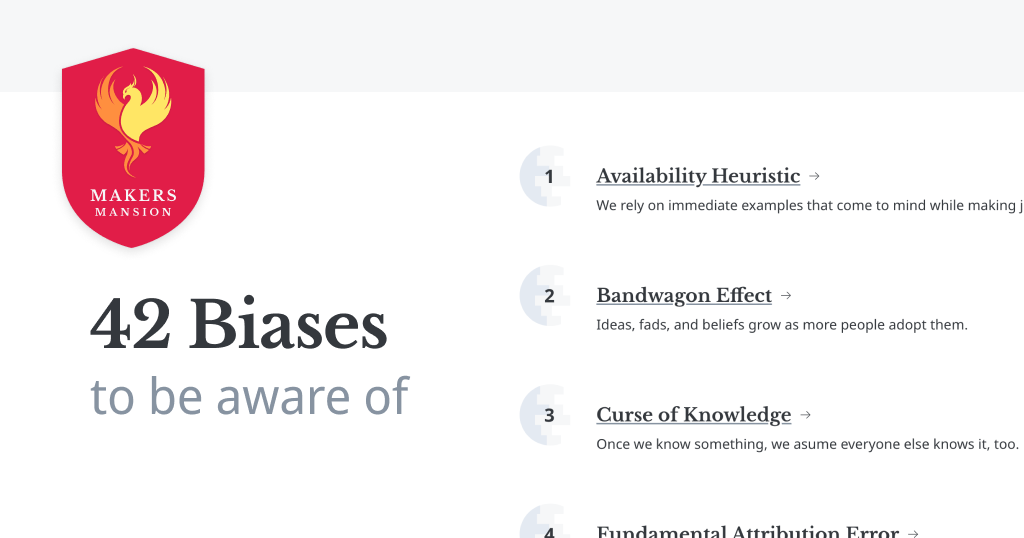 MAKERS
MANSION
42 Biases
to be aware of
1
Availability Heuristic →
We rely on immediate examples that come to mind while making j
2
Bandwagon Effect →
Ideas, fads, and beliefs grow as more people adopt them.
3
Curse of Knowledge →
Once we know something, we asume everyone else knows it, too.
4
Fundamental Attribution Error →